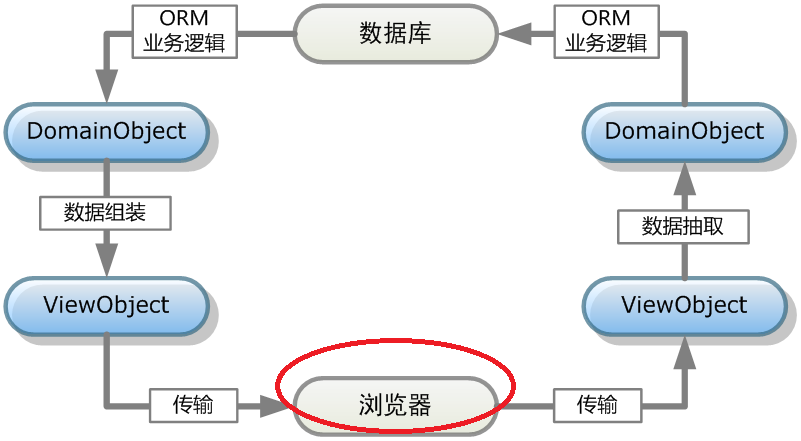 ORM
业务逻辑
数据库
ORM
业务逻辑
DomainObject
DomainObject
数据组装
数据抽取
ViewObject
ViewObject
传输
浏览器
传输